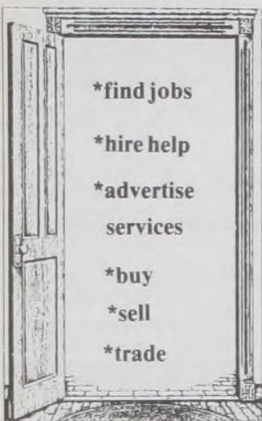 *find jobs
*hire help
*advertise
services
*buy
*sell
*trade